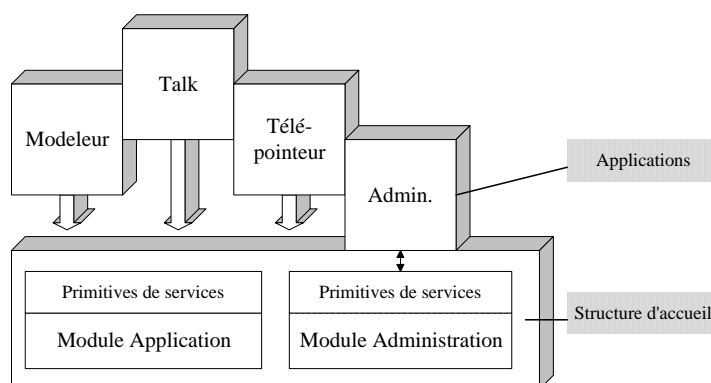 Talk
Modeleur
Télé-
pointeur
Admin.
Applications
Primitives de services
Module Application
Primitives de services
Module Administration
Structure d'accueil